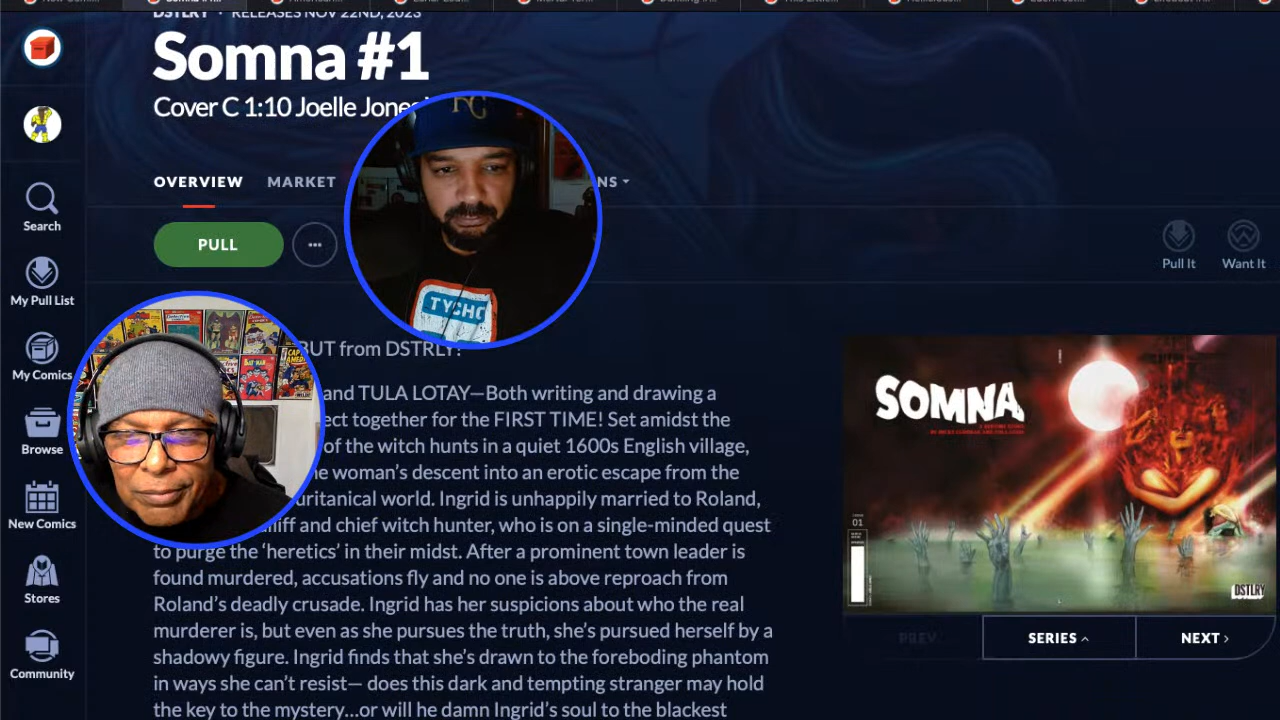 DSTLRY • RELEASES NOV 22ND, 2023
Somna #1
Cover C 1:10 Joelle Jones
KC
OVERVIEW MARKET NS
PULL
Pull It
Want It
Search
My Pull List
My Comics
Browse
New Comics
Stores
Community
TYCHO
BUT from DSTRLY!
and TULA LOTAY—Both writing and drawing a
ect together for the FIRST TIME! Set amidst the
of the witch hunts in a quiet 1600s English village,
ne woman's descent into an erotic escape from the
uritanical world. Ingrid is unhappily married to Roland,
liff and chief witch hunter, who is on a single-minded quest
to purge the 'heretics' in their midst. After a prominent town leader is
found murdered, accusations fly and no one is above reproach from
Roland's deadly crusade. Ingrid has her suspicions about who the real
murderer is, but even as she pursues the truth, she's pursued herself by a
shadowy figure. Ingrid finds that she's drawn to the foreboding phantom
in ways she can't resist— does this dark and tempting stranger may hold
the key to the mystery...or will he damn Ingrid's soul to the blackest
SOMNA
01
DSTLRY
PREV
SERIES
NEXT ›